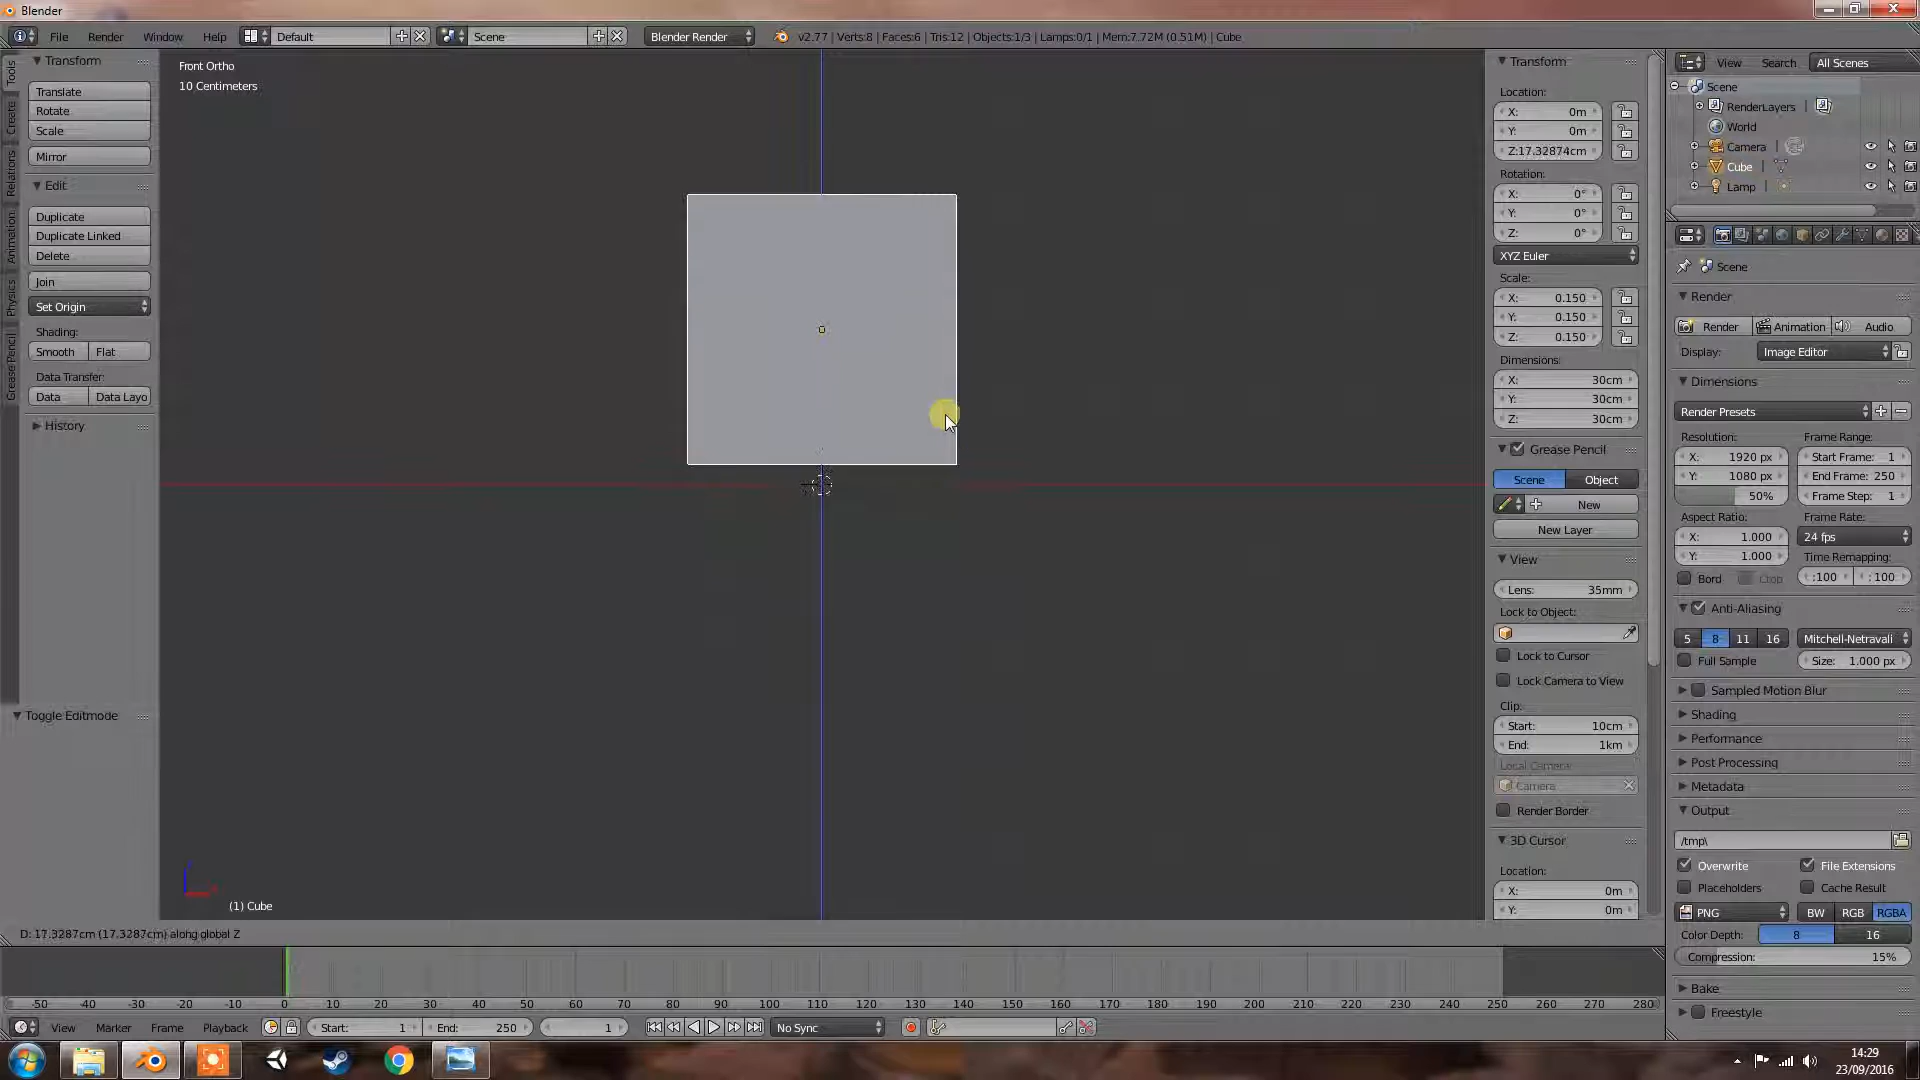 Blender
File Render Window Help Default Scene Blender Render v2.77 | Verts:8 | Faces:6 | Tris:12 | Objects:1/3 | Lamps:0/1 | Mem:7.72M (0.51M) | Cube
Tools
Create
Relations
Animation
Physics
Grease Pencil
Transform
Translate
Rotate
Scale
Mirror
Edit
Duplicate
Duplicate Linked
Delete
Join
Set Origin
Shading:
Smooth Flat
Data Transfer:
Data Data Layo
History
Toggle Editmode
Front Ortho
10 Centimeters
(1) Cube
D: 17.3287cm (17.3287cm) along global Z
Transform
Location:
X: 0m
Y: 0m
Z:17.32874cm
Rotation:
X: 0°
Y: 0°
Z: 0°
XYZ Euler
Scale:
X: 0.150
Y: 0.150
Z: 0.150
Dimensions:
X: 30cm
Y: 30cm
Z: 30cm
Grease Pencil
Scene Object
New
New Layer
View
Lens: 35mm
Lock to Object:
Lock to Cursor
Lock Camera to View
Clip:
Start: 10cm
End: 1km
Local Camera:
Camera
Render Border
3D Cursor
Location:
X: 0m
Y: 0m
View Search All Scenes
Scene
RenderLayers
World
Camera
Cube
Lamp
Scene
Render
Render Animation Audio
Display: Image Editor
Dimensions
Render Presets
Resolution: Frame Range:
X: 1920 px Start Frame: 1
Y: 1080 px End Frame: 250
50% Frame Step: 1
Aspect Ratio: Frame Rate:
X: 1.000 24 fps
Y: 1.000 Time Remapping:
Bord Crop :100 :100
Anti-Aliasing
5 8 11 16 Mitchell-Netravali
Full Sample Size: 1.000 px
Sampled Motion Blur
Shading
Performance
Post Processing
Metadata
Output
/tmp\
Overwrite File Extensions
Placeholders Cache Result
PNG BW RGB RGBA
Color Depth: 8 16
Compression: 15%
Bake
Freestyle
-50 -40 -30 -20 -10 0 10 20 30 40 50 60 70 80 90 100 110 120 130 140 150 160 170 180 190 200 210 220 230 240 250 260 270 280
View Marker Frame Playback Start: 1 End: 250 1 No Sync
14:29
23/09/2016